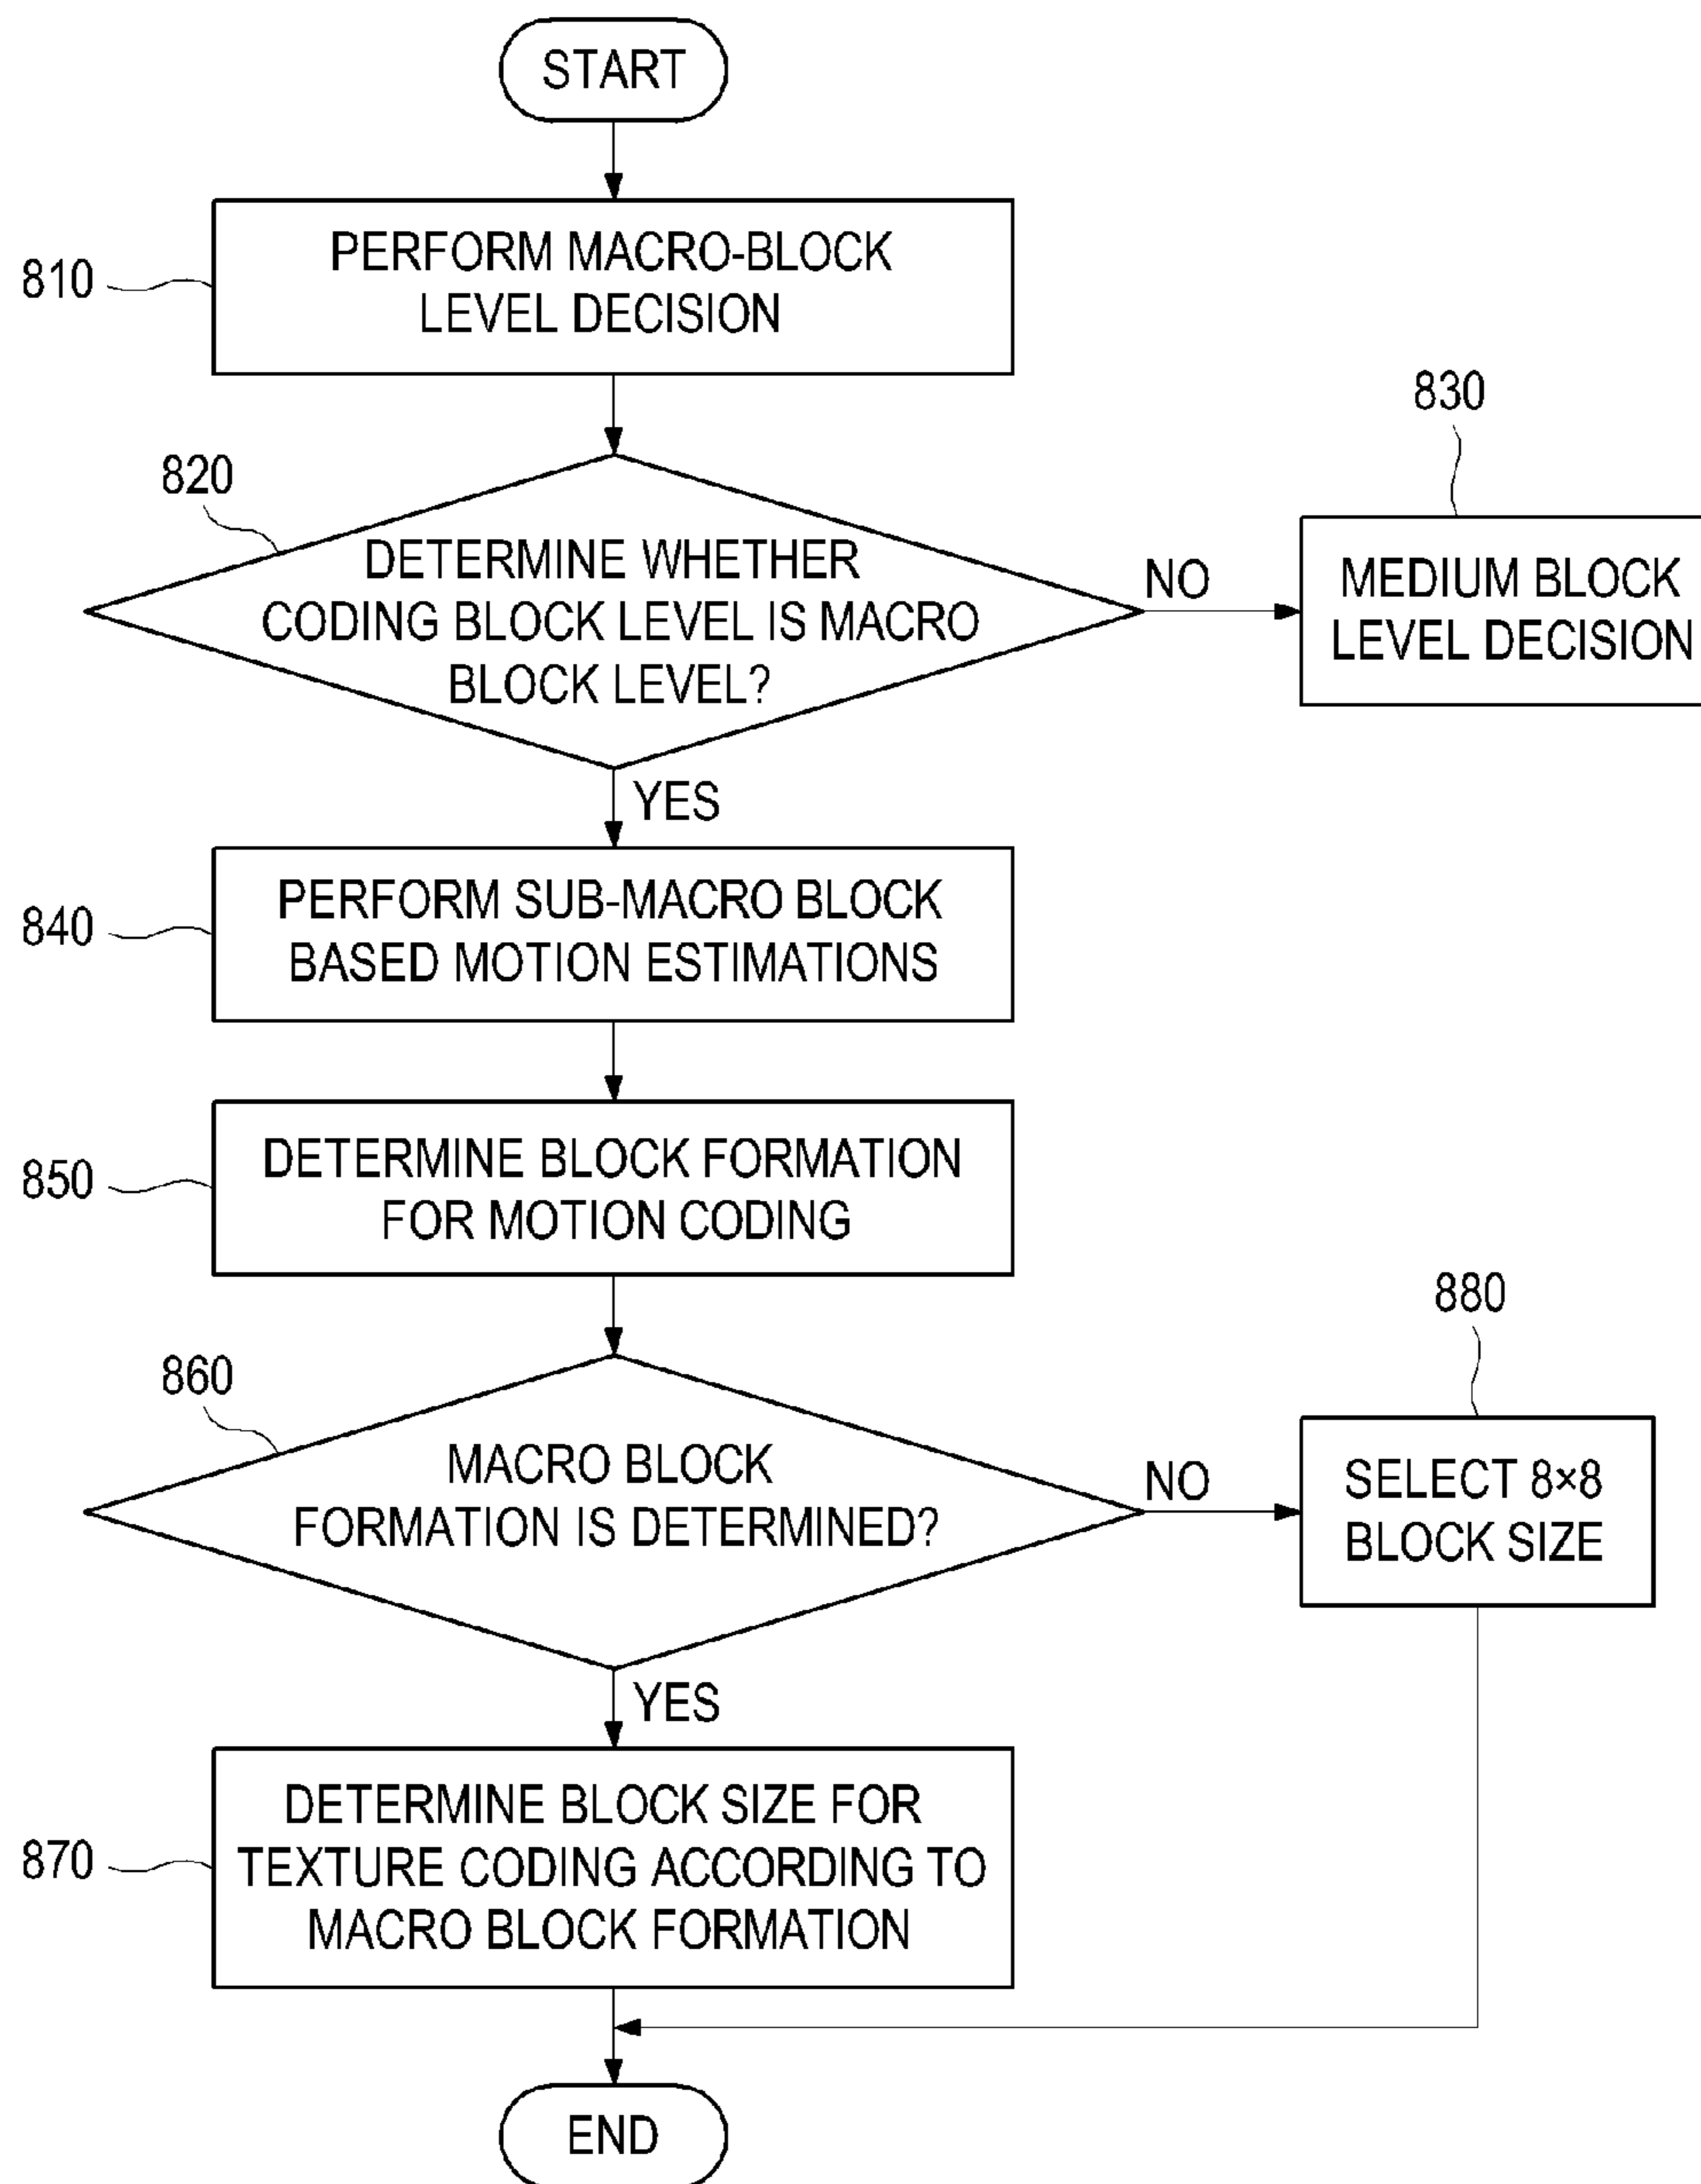 START
810
PERFORM MACRO-BLOCK
LEVEL DECISION
820
DETERMINE WHETHER
CODING BLOCK LEVEL IS MACRO
BLOCK LEVEL?
NO
830
MEDIUM BLOCK
LEVEL DECISION
YES
840
PERFORM SUB-MACRO BLOCK
BASED MOTION ESTIMATIONS
850
DETERMINE BLOCK FORMATION
FOR MOTION CODING
860
MACRO BLOCK
FORMATION IS DETERMINED?
NO
880
SELECT 8×8
BLOCK SIZE
YES
870
DETERMINE BLOCK SIZE FOR
TEXTURE CODING ACCORDING TO
MACRO BLOCK FORMATION
END